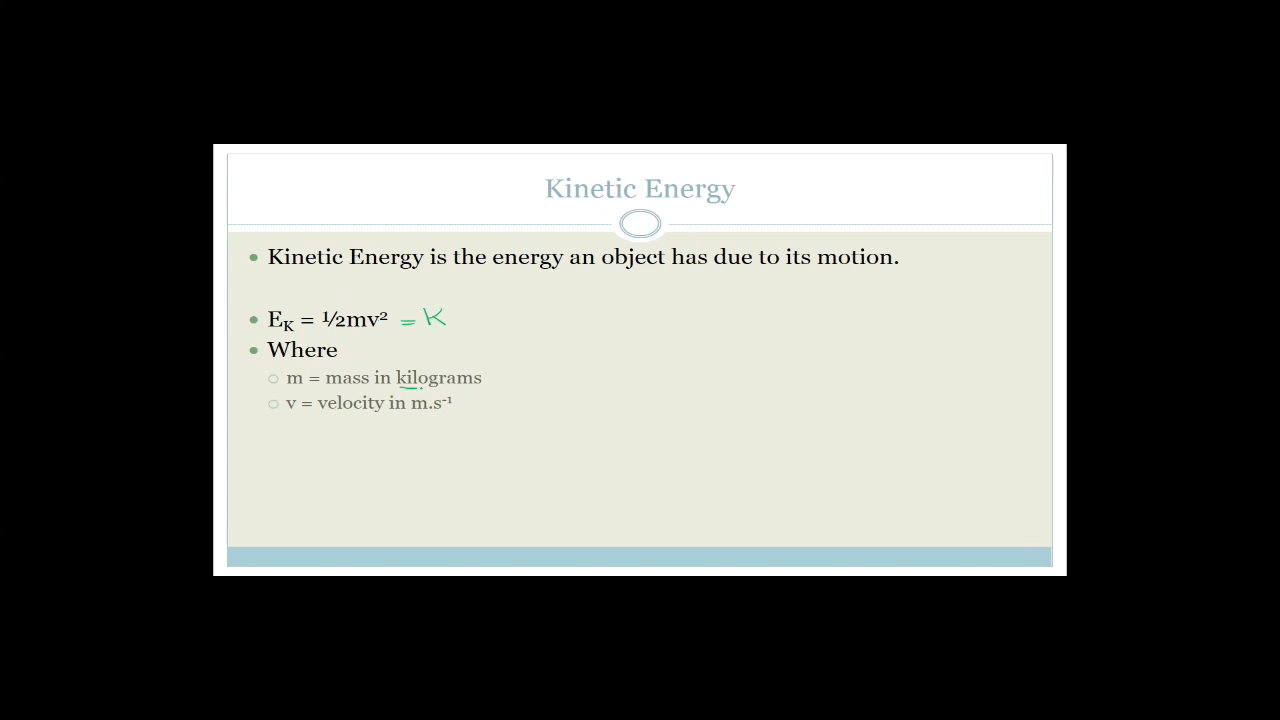 Kinetic Energy
• Kinetic Energy is the energy an object has due to its motion.
• Eₖ = ½mv² = K
• Where
○ m = mass in kilograms
○ v = velocity in m.s⁻¹